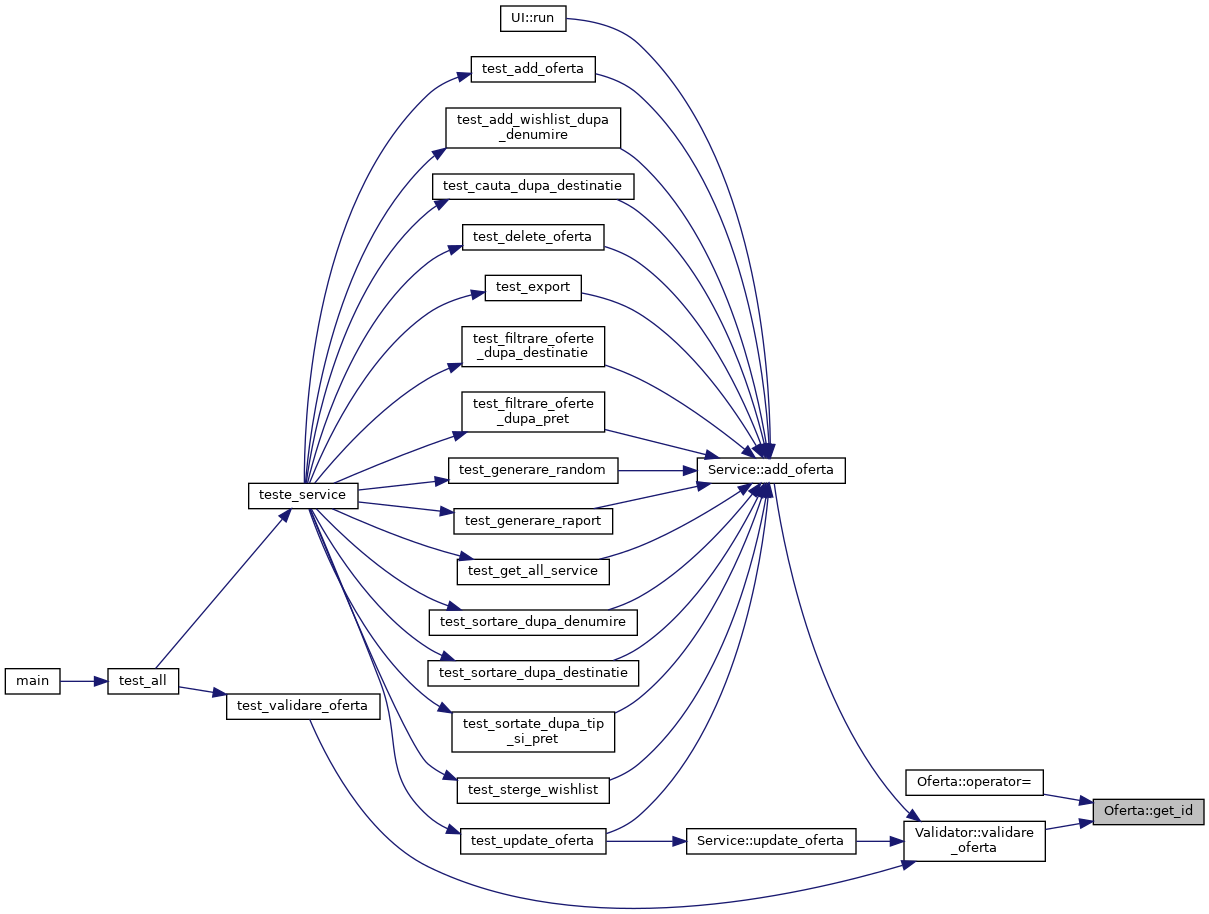 UI::run
test_add_oferta
test_add_wishlist_dupa
_denumire
test_cauta_dupa_destinatie
test_delete_oferta
test_export
test_filtrare_oferte
_dupa_destinatie
test_filtrare_oferte
_dupa_pret
test_generare_random
Service::add_oferta
teste_service
test_generare_raport
test_get_all_service
test_sortare_dupa_denumire
test_sortare_dupa_destinatie
main
test_all
test_validare_oferta
test_sortate_dupa_tip
_si_pret
test_sterge_wishlist
Oferta::operator=
Oferta::get_id
test_update_oferta
Service::update_oferta
Validator::validare
_oferta